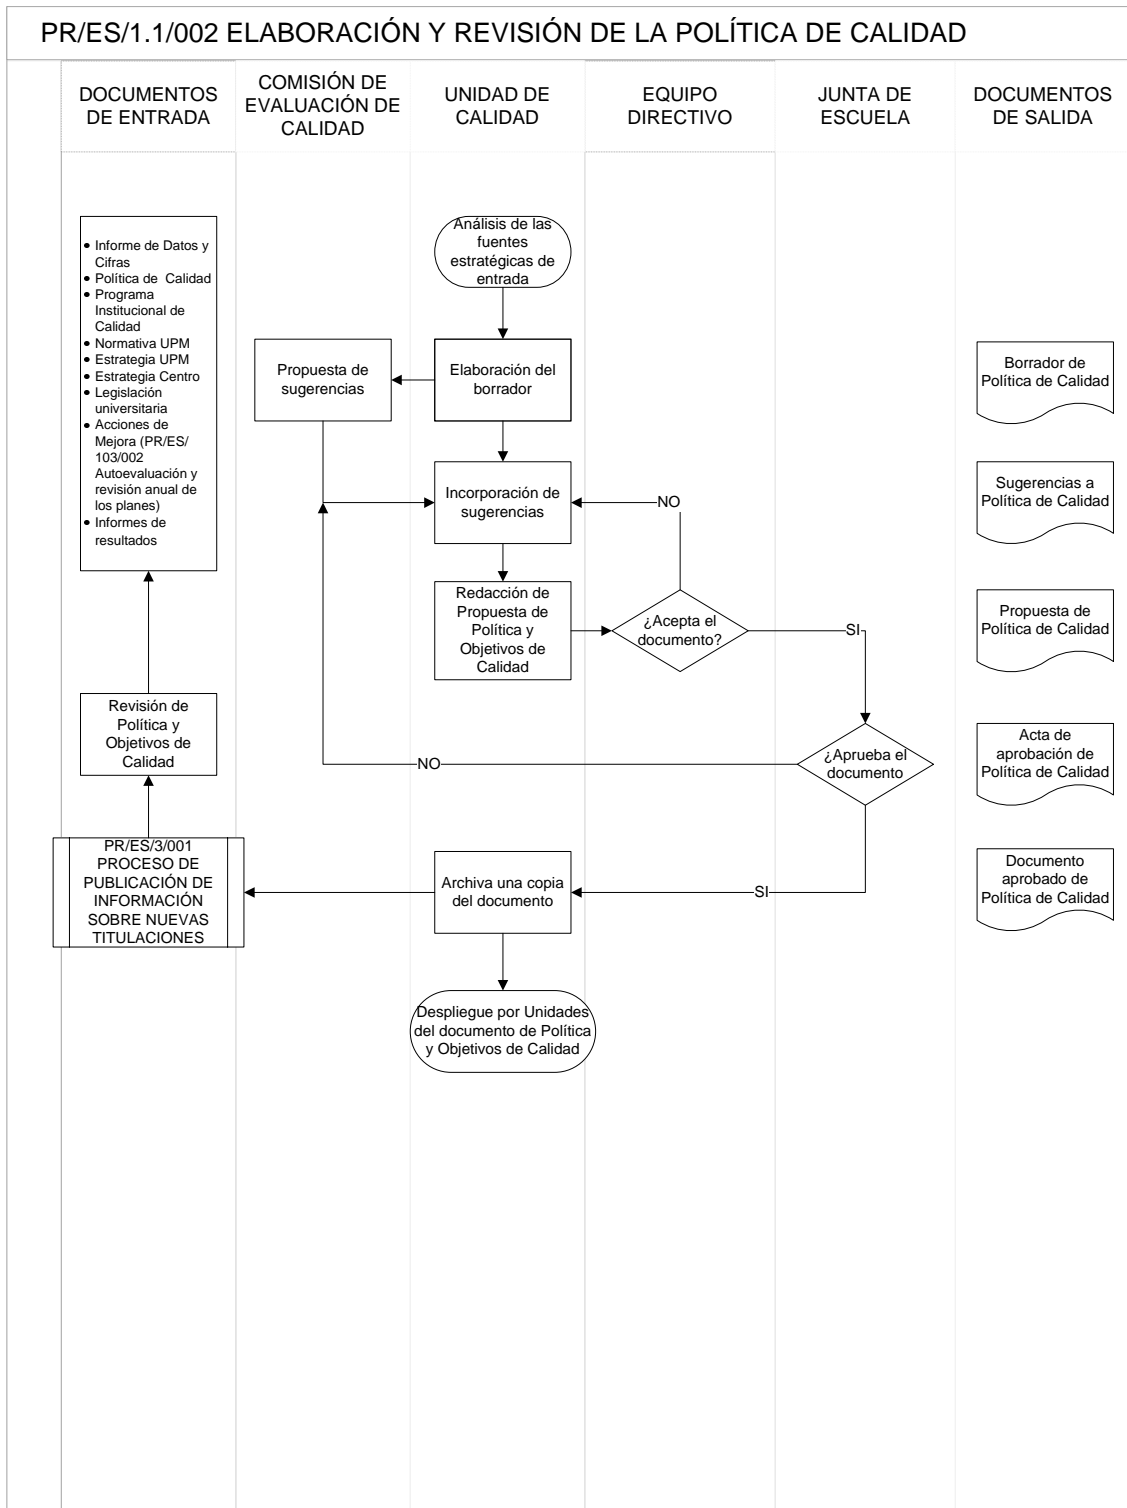 PR/ES/1.1/002 ELABORACIÓN Y REVISIÓN DE LA POLÍTICA DE CALIDAD
DOCUMENTOS
DE ENTRADA
COMISIÓN DE
EVALUACIÓN DE
CALIDAD
UNIDAD DE
CALIDAD
EQUIPO
DIRECTIVO
JUNTA DE
ESCUELA
DOCUMENTOS
DE SALIDA
• Informe de Datos y
Cifras
• Política de Calidad
• Programa
Institucional de
Calidad
• Normativa UPM
• Estrategia UPM
• Estrategia Centro
• Legislación
universitaria
• Acciones de
Mejora (PR/ES/
103/002
Autoevaluación y
revisión anual de
los planes)
• Informes de
resultados
Análisis de las
fuentes
estratégicas de
entrada
Propuesta de
sugerencias
Elaboración del
borrador
Borrador de
Política de Calidad
Incorporación de
sugerencias
NO
Sugerencias a
Política de Calidad
Redacción de
Propuesta de
Política y
Objetivos de
Calidad
¿Acepta el
documento?
SI
Propuesta de
Política de Calidad
Revisión de
Política y
Objetivos de
Calidad
NO
¿Aprueba el
documento
Acta de
aprobación de
Política de Calidad
PR/ES/3/001
PROCESO DE
PUBLICACIÓN DE
INFORMACIÓN
SOBRE NUEVAS
TITULACIONES
Archiva una copia
del documento
SI
Documento
aprobado de
Política de Calidad
Despliegue por Unidades
del documento de Política
y Objetivos de Calidad